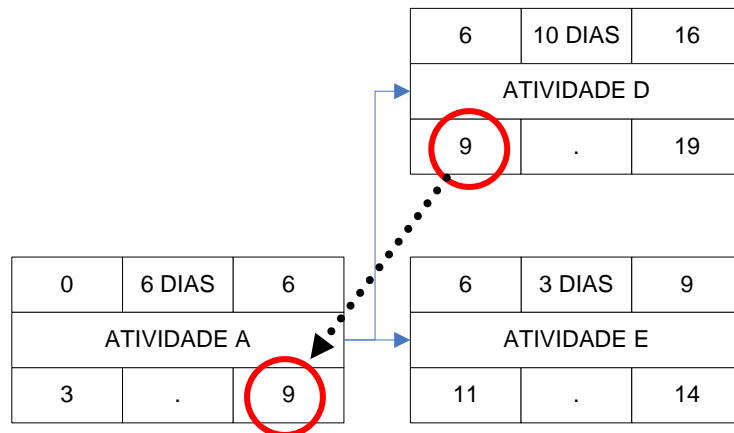 6 10 DIAS 16
ATIVIDADE D
9 . 19
0 6 DIAS 6
ATIVIDADE A
3 . 9
6 3 DIAS 9
ATIVIDADE E
11 . 14